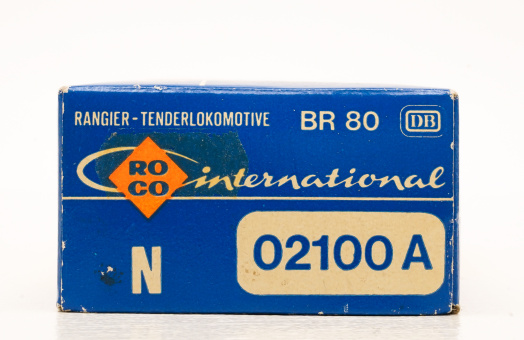 RANGIER-TENDERLOKOMOTIVE BR 80 DB
RO
CO
international
N
02100 A